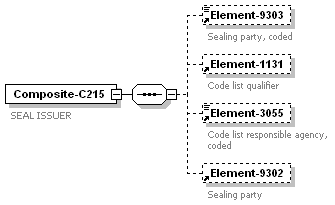 Composite-C215
SEAL ISSUER
Element-9303
Sealing party, coded
Element-1131
Code list qualifier
Element-3055
Code list responsible agency,
coded
Element-9302
Sealing party